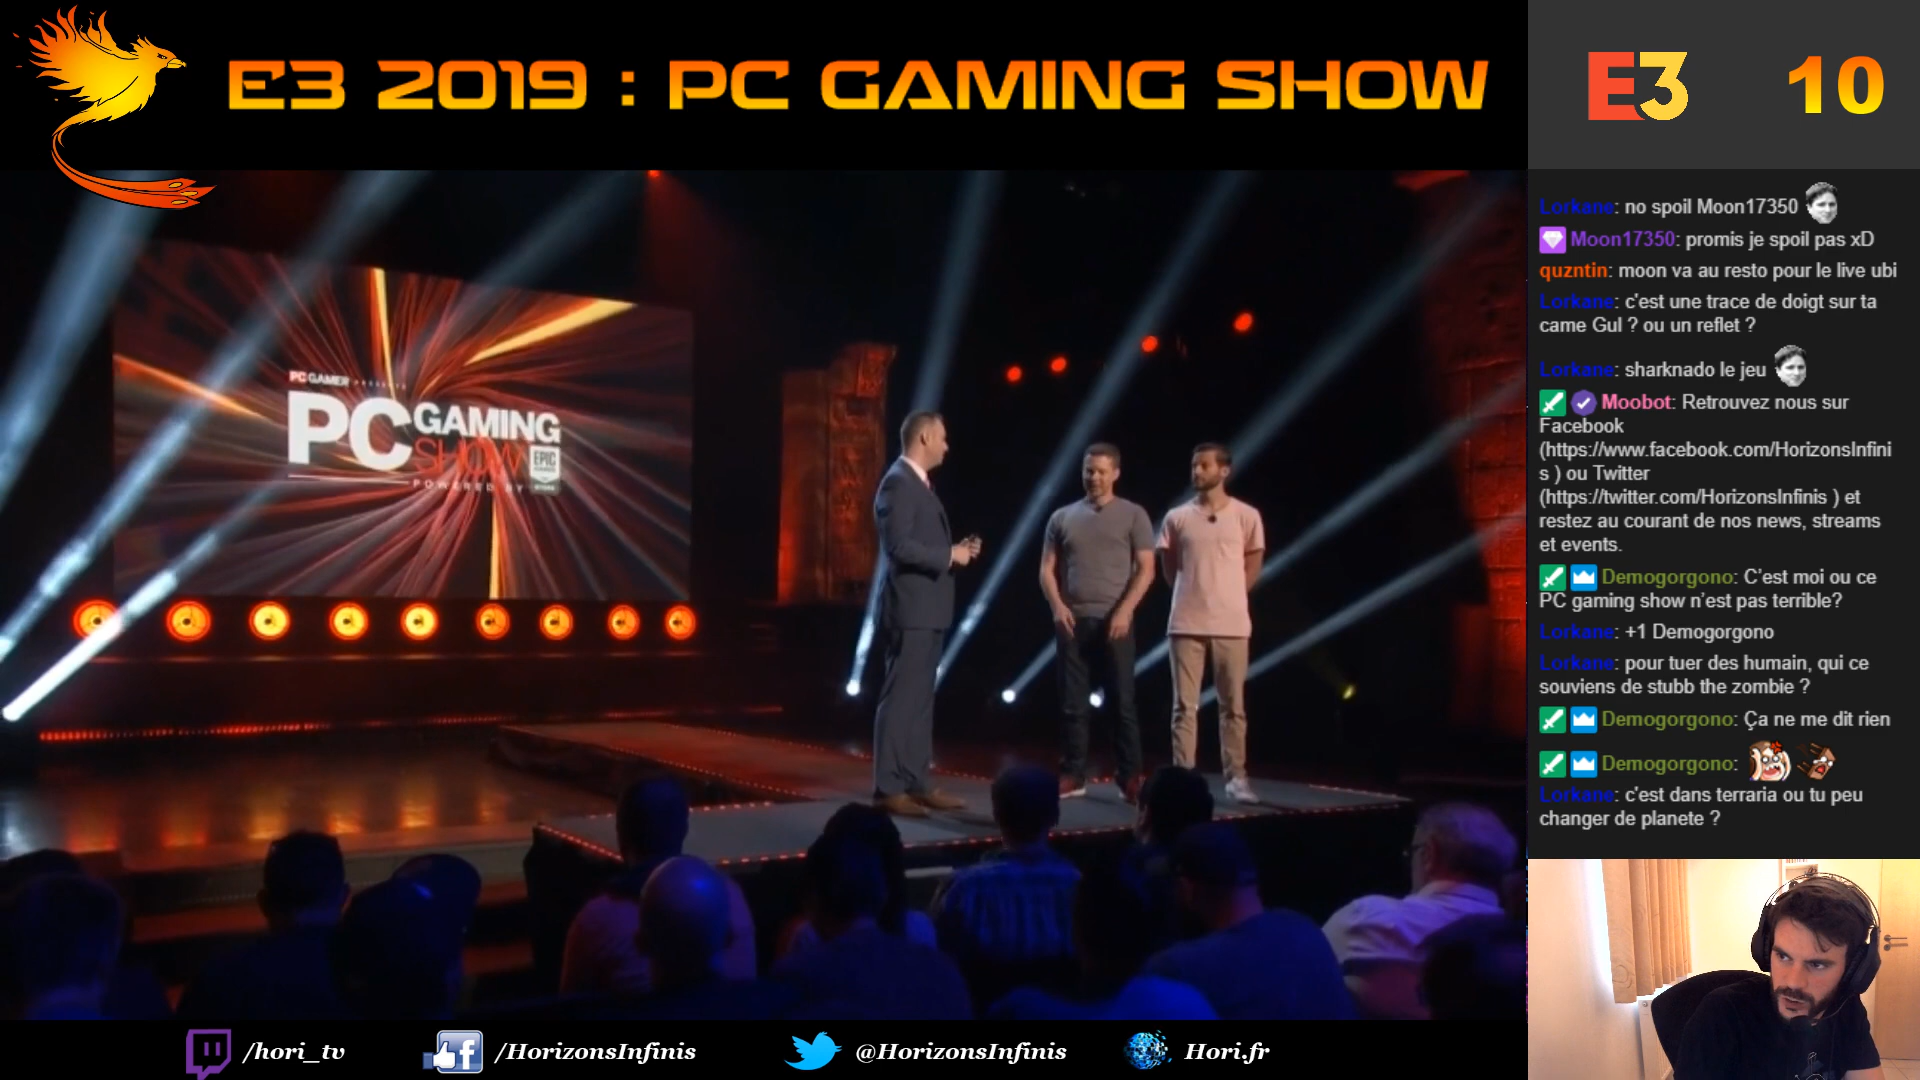 E3 2019 : PC GAMING SHOW
E3
10
PC GAMER PRESENTS
PC GAMING
SHOW
EPIC
POWERED BY
Lorkane: no spoil Moon17350
Moon17350: promis je spoil pas xD
quzntin: moon va au resto pour le live ubi
Lorkane: c'est une trace de doigt sur ta
came Gul ? ou un reflet ?
Lorkane: sharknado le jeu
Moobot: Retrouvez nous sur
Facebook
(https://www.facebook.com/HorizonsInfini
s ) ou Twitter
(https://twitter.com/HorizonsInfinis ) et
restez au courant de nos news, streams
et events.
Demogorgono: C'est moi ou ce
PC gaming show n'est pas terrible?
Lorkane: +1 Demogorgono
Lorkane: pour tuer des humain, qui ce
souviens de stubb the zombie ?
Demogorgono: Ça ne me dit rien
Demogorgono:
Lorkane: c'est dans terraria ou tu peu
changer de planete ?
/hori_tv
/HorizonsInfinis
@HorizonsInfinis
Hori.fr